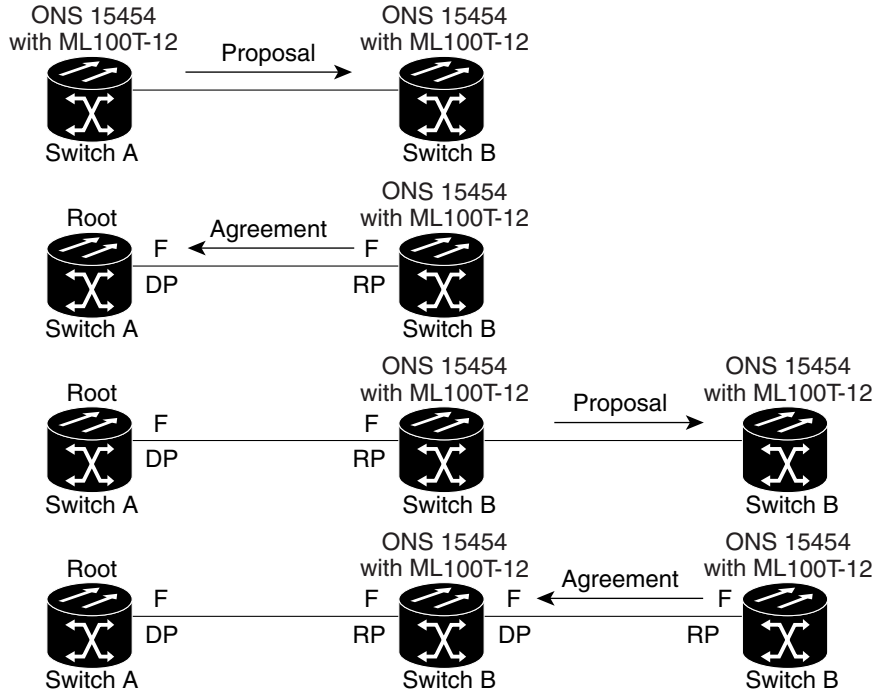 ONS 15454
with ML100T-12
Proposal
ONS 15454
with ML100T-12
Switch A
Switch B
Root
Agreement
ONS 15454
with ML100T-12
F
F
DP
RP
Switch A
Switch B
Root
ONS 15454
with ML100T-12
Proposal
ONS 15454
with ML100T-12
F
F
DP
RP
Switch A
Switch B
Switch B
Root
ONS 15454
with ML100T-12
Agreement
ONS 15454
with ML100T-12
F
F
F
F
DP
RP
DP
RP
Switch A
Switch B
Switch B